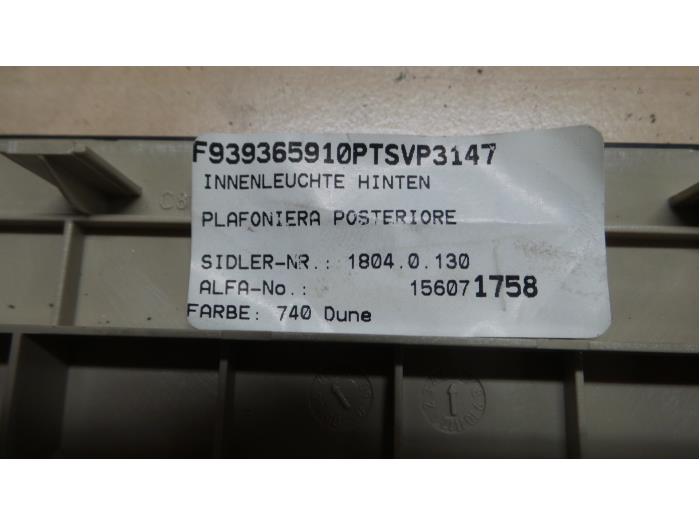 F939365910PTSVP3147
INNENLEUCHTE HINTEN
PLAFONIERA POSTERIORE
SIDLER-NR.: 1804.0.130
ALFA-No.: 156071758
FARBE: 740 Dune